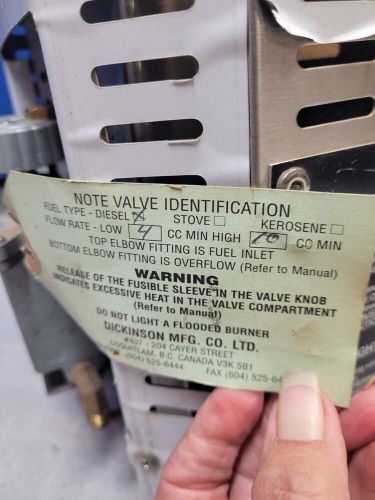 NOTE VALVE IDENTIFICATION
FUEL TYPE - DIESEL X STOVE KEROSENE
FLOW RATE - LOW 4 CC MIN HIGH 10 CC MIN
TOP ELBOW FITTING IS FUEL INLET
BOTTOM ELBOW FITTING IS OVERFLOW (Refer to Manual)
WARNING
RELEASE OF THE FUSIBLE SLEEVE IN THE VALVE KNOB
INDICATES EXCESSIVE HEAT IN THE VALVE COMPARTMENT
(Refer to Manual)
DO NOT LIGHT A FLOODED BURNER
DICKINSON MFG. CO. LTD.
#407 - 204 CAYER STREET
COQUITLAM, B.C. CANADA V3K 5B1
(604) 525-6444 FAX (604) 525-64